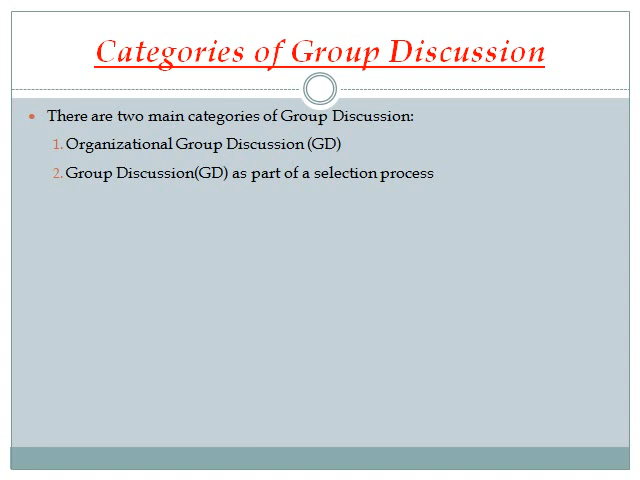 Categories of Group Discussion
• There are two main categories of Group Discussion:
1. Organizational Group Discussion (GD)
2. Group Discussion(GD) as part of a selection process